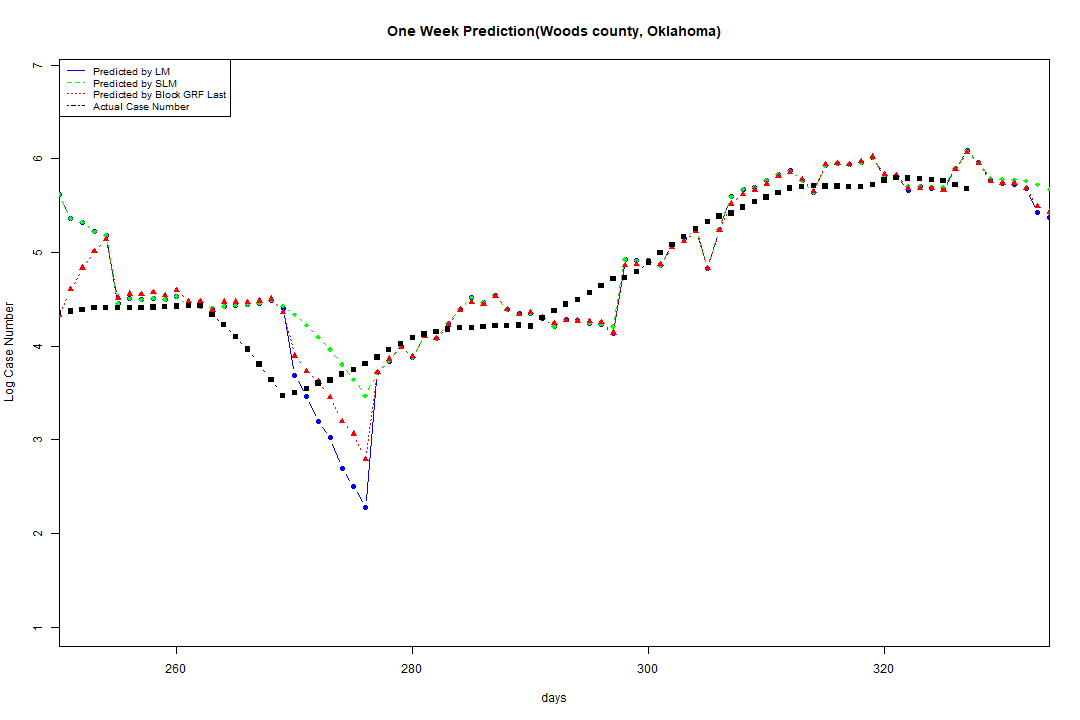 One Week Prediction(Woods county, Oklahoma)
Predicted by LM
Predicted by SLM
Predicted by Block GRF Last
Actual Case Number
7
6
5
4
3
2
1
Log Case Number
260 280 300 320
days